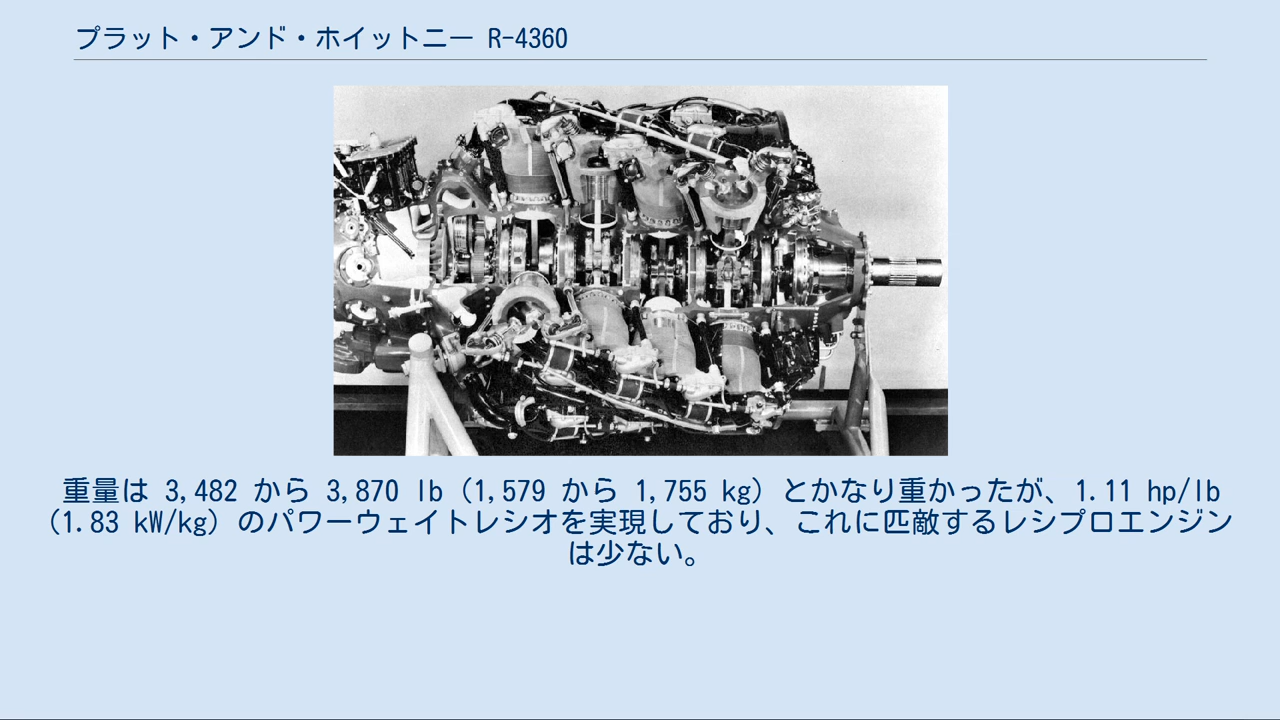 プラット・アンド・ホイットニー R-4360
重量は 3,482 から 3,870 lb（1,579 から 1,755 kg）とかなり重かったが、1.11 hp/lb
（1.83 kW/kg）のパワーウェイトレシオを実現しており、これに匹敵するレシプロエンジン
は少ない。